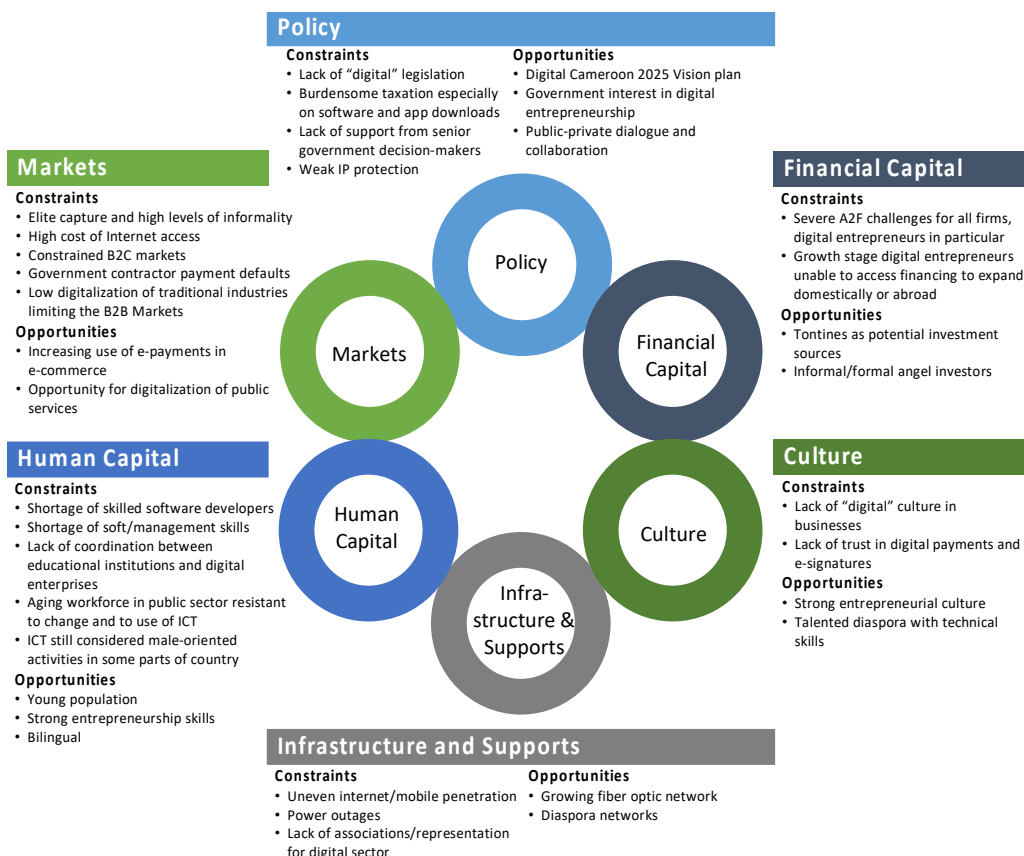 Policy
Constraints
• Lack of “digital” legislation
• Burdensome taxation especially
on software and app downloads
• Lack of support from senior
government decision-makers
• Weak IP protection
Opportunities
• Digital Cameroon 2025 Vision plan
• Government interest in digital
entrepreneurship
• Public-private dialogue and
collaboration
Markets
Constraints
• Elite capture and high levels of informality
• High cost of Internet access
• Constrained B2C markets
• Government contractor payment defaults
• Low digitalization of traditional industries
limiting the B2B Markets
Opportunities
• Increasing use of e-payments in
e-commerce
• Opportunity for digitalization of public
services
Financial Capital
Constraints
• Severe A2F challenges for all firms,
digital entrepreneurs in particular
• Growth stage digital entrepreneurs
unable to access financing to expand
domestically or abroad
Opportunities
• Tontines as potential investment
sources
• Informal/formal angel investors
Policy
Markets
Financial
Capital
Human
Capital
Culture
Infra-
structure &
Supports
Human Capital
Constraints
• Shortage of skilled software developers
• Shortage of soft/management skills
• Lack of coordination between
educational institutions and digital
enterprises
• Aging workforce in public sector resistant
to change and to use of ICT
• ICT still considered male-oriented
activities in some parts of country
Opportunities
• Young population
• Strong entrepreneurship skills
• Bilingual
Culture
Constraints
• Lack of “digital” culture in
businesses
• Lack of trust in digital payments and
e-signatures
Opportunities
• Strong entrepreneurial culture
• Talented diaspora with technical
skills
Infrastructure and Supports
Constraints
• Uneven internet/mobile penetration
• Power outages
• Lack of associations/representation
for digital sector
Opportunities
• Growing fiber optic network
• Diaspora networks